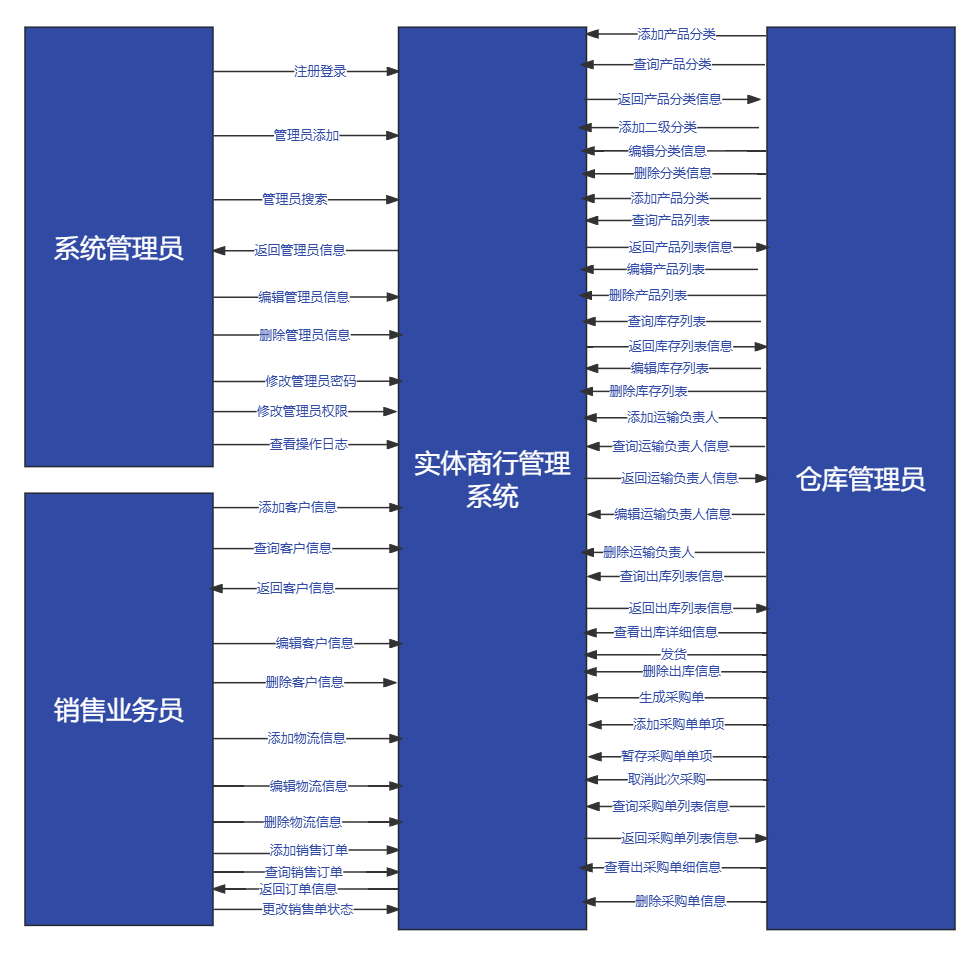 系统管理员
注册登录
管理员添加
管理员搜索
返回管理员信息
编辑管理员信息
删除管理员信息
修改管理员密码
修改管理员权限
查看操作日志
销售业务员
添加客户信息
查询客户信息
返回客户信息
编辑客户信息
删除客户信息
添加物流信息
编辑物流信息
删除物流信息
添加销售订单
查询销售订单
返回订单信息
更改销售单状态
实体商行管理
系统
添加产品分类
查询产品分类
返回产品分类信息
添加二级分类
编辑分类信息
删除分类信息
添加产品分类
查询产品列表
返回产品列表信息
编辑产品列表
删除产品列表
查询库存列表
返回库存列表信息
编辑库存列表
删除库存列表
添加运输负责人
查询运输负责人信息
返回运输负责人信息
编辑运输负责人信息
删除运输负责人
查询出库列表信息
返回出库列表信息
查看出库详细信息
发货
删除出库信息
生成采购单
添加采购单单项
暂存采购单单项
取消此次采购
查询采购单列表信息
返回采购单列表信息
查看出采购单细信息
删除采购单信息
仓库管理员